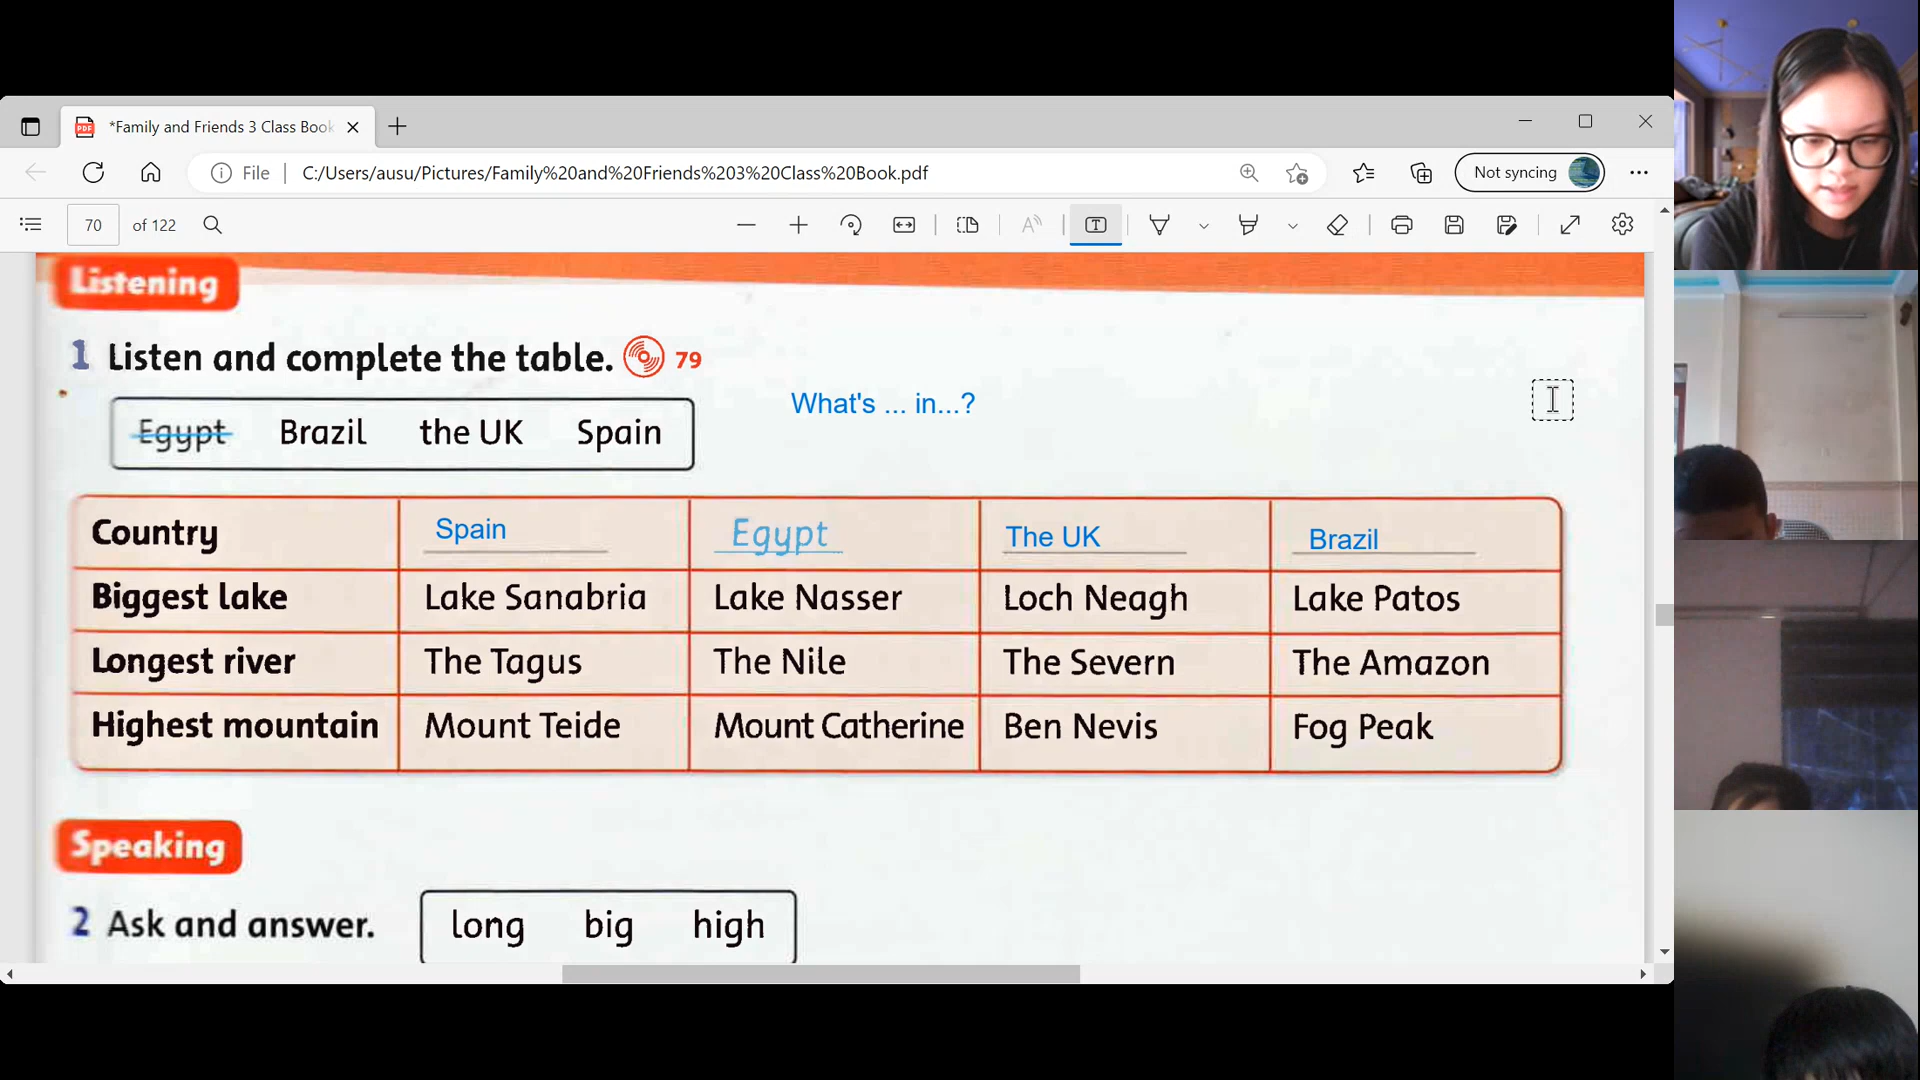 *Family and Friends 3 Class Book
File
C:/Users/ausu/Pictures/Family%20and%20Friends%203%20Class%20Book.pdf
Not syncing
70 of 122
Listening
1 Listen and complete the table. 79
What's ... in...?
Egypt Brazil the UK Spain
Country Spain Egypt The UK Brazil
Biggest lake Lake Sanabria Lake Nasser Loch Neagh Lake Patos
Longest river The Tagus The Nile The Severn The Amazon
Highest mountain Mount Teide Mount Catherine Ben Nevis Fog Peak
Speaking
2 Ask and answer. long big high